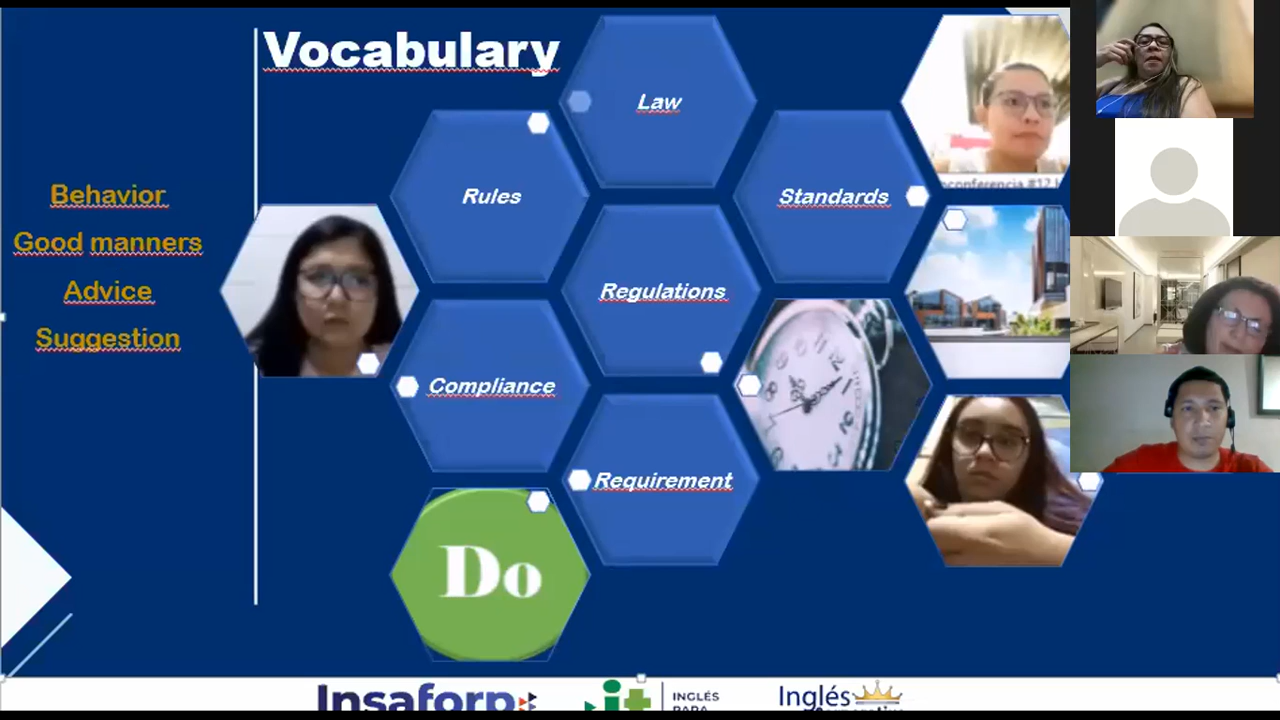 Vocabulary
Law
Rules
Standards
Behavior
Good manners
Advice
Suggestion
Regulations
Compliance
Requirement
Do
Insaforp
INGLÉS
PARA
Inglés